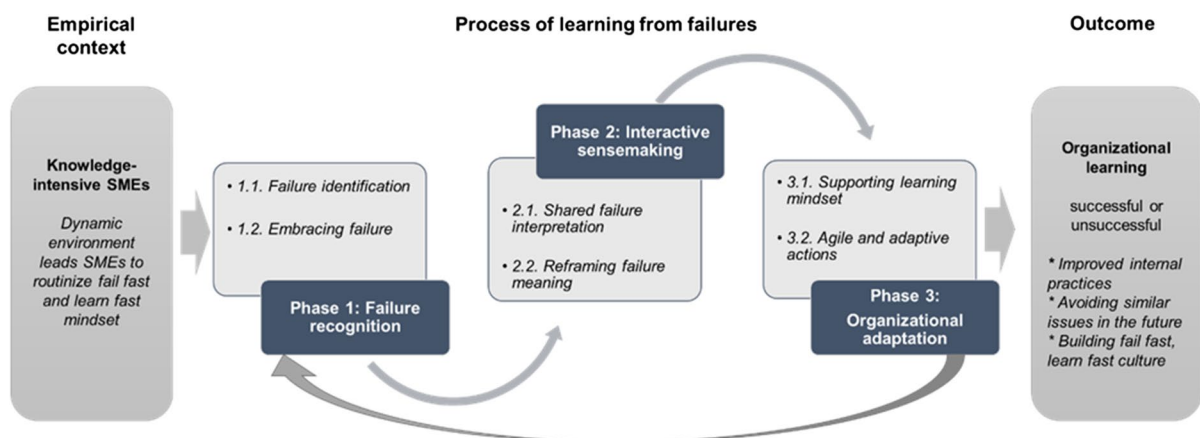 Empirical
context
Process of learning from failures
Outcome
Knowledge-
intensive SMEs
Dynamic
environment
leads SMEs to
routinize fail fast
and learn fast
mindset
• 1.1. Failure identification
• 1.2. Embracing failure
Phase 1: Failure
recognition
Phase 2: Interactive
sensemaking
• 2.1. Shared failure
interpretation
• 2.2. Reframing failure
meaning
• 3.1. Supporting learning
mindset
• 3.2. Agile and adaptive
actions
Phase 3:
Organizational
adaptation
Organizational
learning
successful or
unsuccessful
* Improved internal
practices
* Avoiding similar
issues in the future
* Building fail fast,
learn fast culture